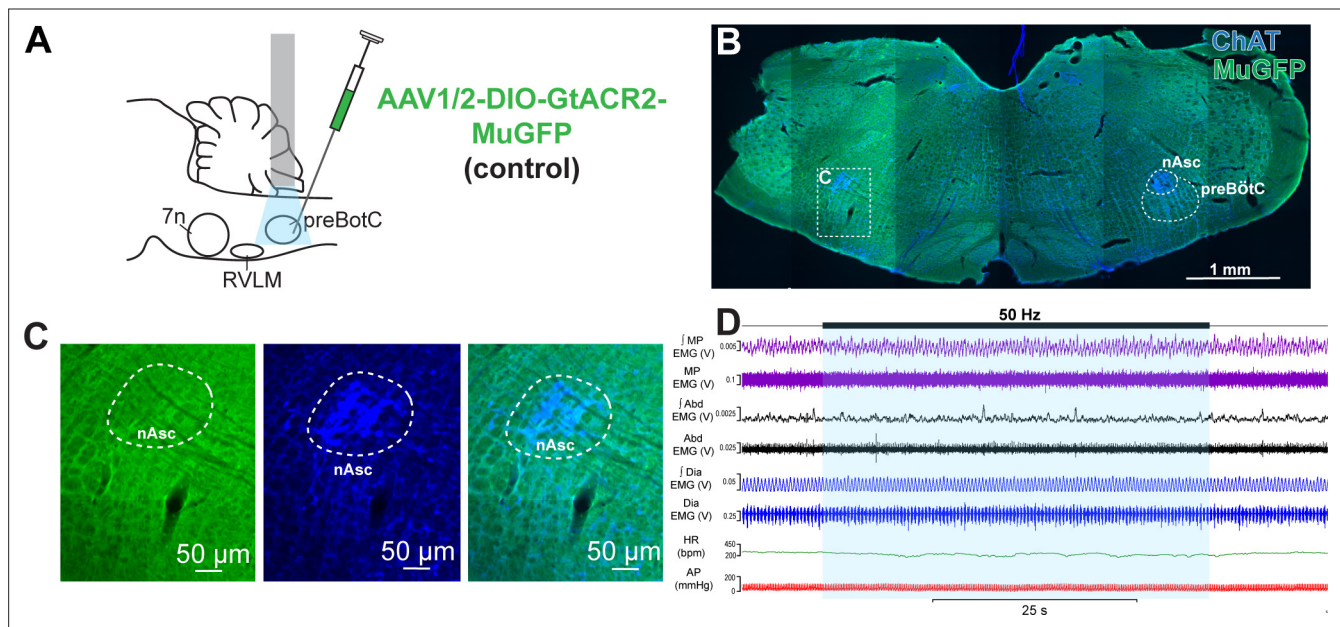 A
AAV1/2-DIO-GtACR2-
MuGFP
(control)
7n
preBotC
RVLM
B
ChAT
MuGFP
C
nAsc
preBötC
1 mm
C
nAsc
50 µm
nAsc
50 µm
nAsc
50 µm
D
50 Hz
∫ MP
EMG (V)
0.005
MP
EMG (V)
0.1
∫ Abd
EMG (V)
0.0025
Abd
EMG (V)
0.025
∫ Dia
EMG (V)
0.05
Dia
EMG (V)
0.25
HR
(bpm)
450
200
AP
(mmHg)
200
0
25 s